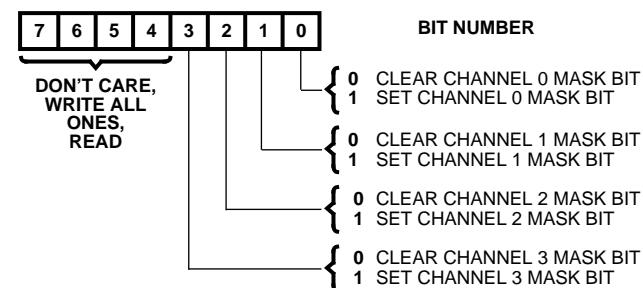 7 6 5 4 3 2 1 0 BIT NUMBER
DON'T CARE,
WRITE ALL
ONES,
READ
0 CLEAR CHANNEL 0 MASK BIT
1 SET CHANNEL 0 MASK BIT
0 CLEAR CHANNEL 1 MASK BIT
1 SET CHANNEL 1 MASK BIT
0 CLEAR CHANNEL 2 MASK BIT
1 SET CHANNEL 2 MASK BIT
0 CLEAR CHANNEL 3 MASK BIT
1 SET CHANNEL 3 MASK BIT